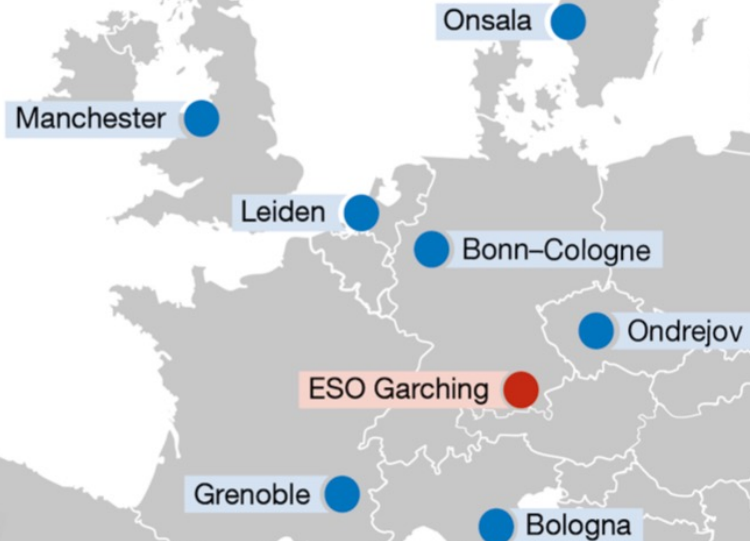 Onsala
Manchester
Leiden
Bonn–Cologne
Ondrejov
ESO Garching
Grenoble
Bologna